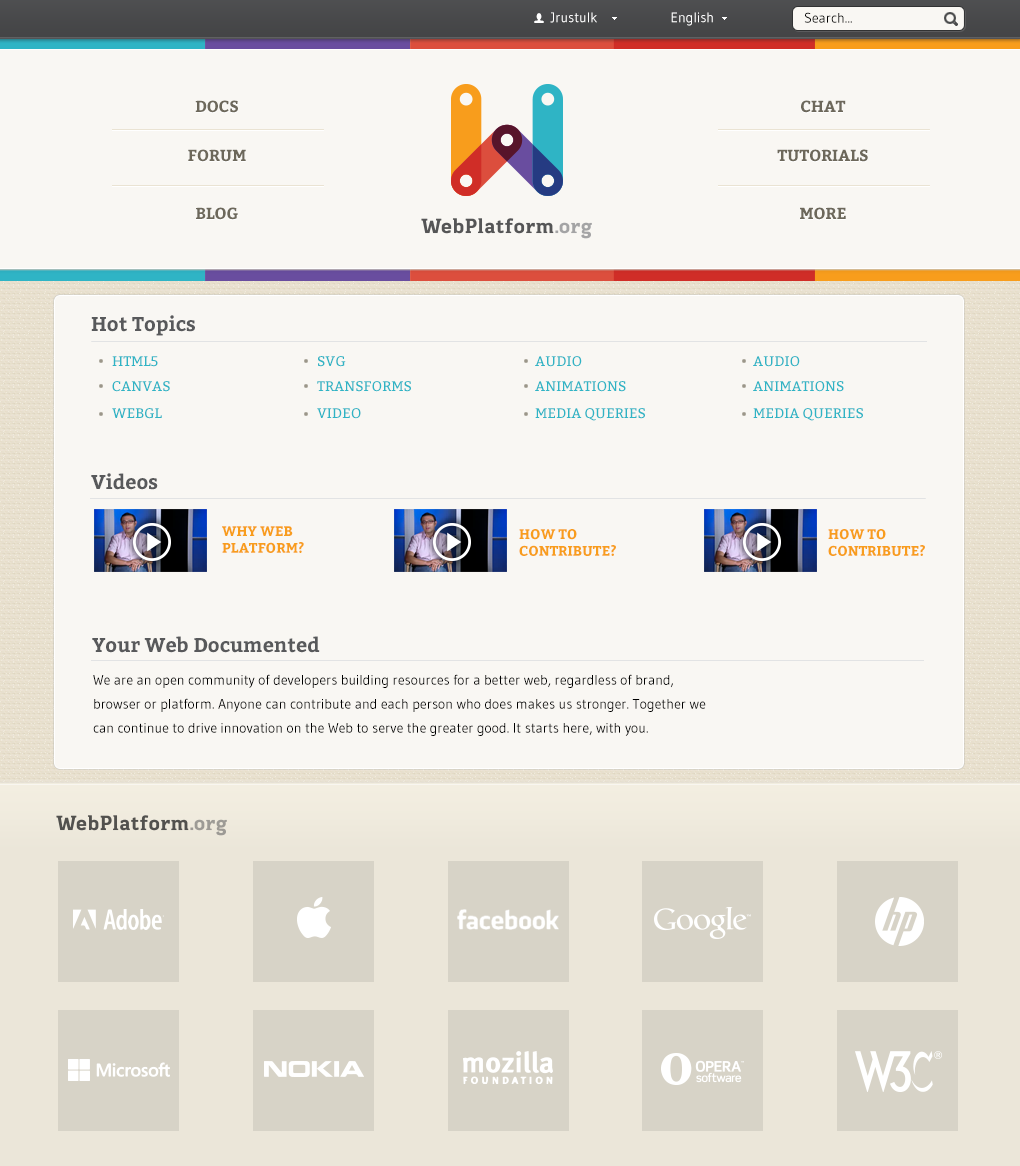 Jrustulk
English
Search...
DOCS
FORUM
BLOG
WebPlatform.org
CHAT
TUTORIALS
MORE
Hot Topics
HTML5
CANVAS
WEBGL
SVG
TRANSFORMS
VIDEO
AUDIO
ANIMATIONS
MEDIA QUERIES
AUDIO
ANIMATIONS
MEDIA QUERIES
Videos
WHY WEB
PLATFORM?
HOW TO
CONTRIBUTE?
HOW TO
CONTRIBUTE?
Your Web Documented
We are an open community of developers building resources for a better web, regardless of brand,
browser or platform. Anyone can contribute and each person who does makes us stronger. Together we
can continue to drive innovation on the Web to serve the greater good. It starts here, with you.
WebPlatform.org
Adobe
facebook
Google™
hp
Microsoft
NOKIA
mozilla
FOUNDATION
OPERA™
software
W3C®